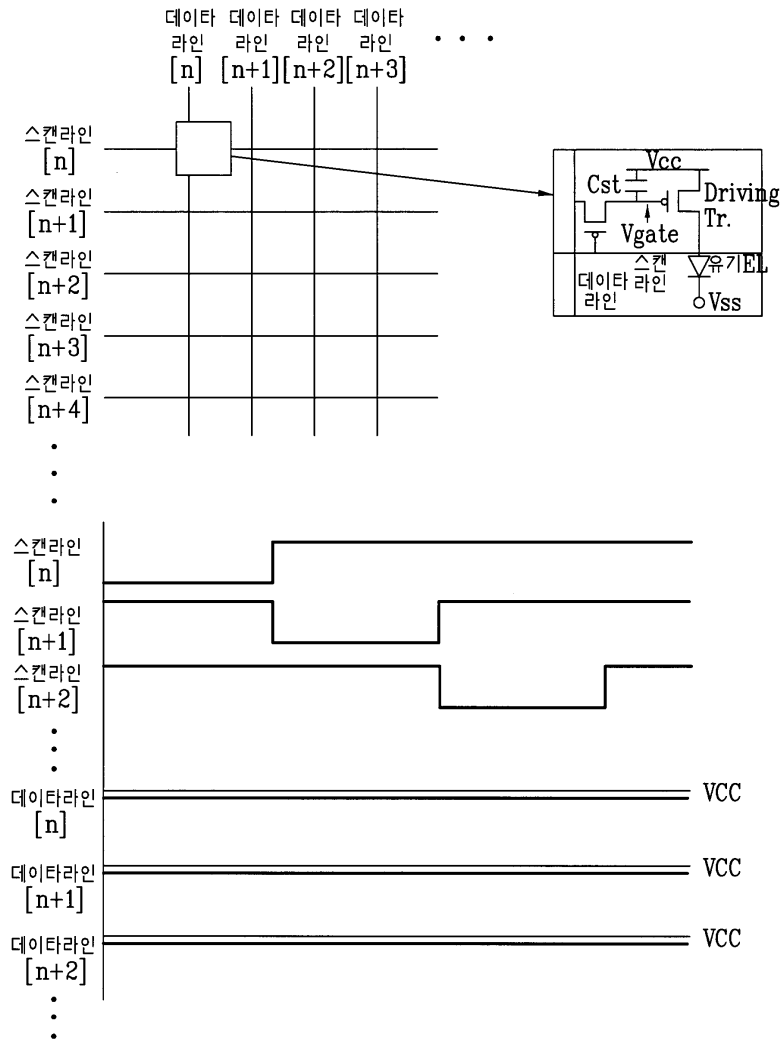 데이타 데이타 데이타 데이타
라인 라인 라인 라인
[n] [n+1] [n+2] [n+3]
스캔라인
[n]
스캔라인
[n+1]
스캔라인
[n+2]
스캔라인
[n+3]
스캔라인
[n+4]
Vcc
Cst
Driving
Tr.
Vgate
스캔
라인
유기EL
데이타
라인
Vss
스캔라인
[n]
스캔라인
[n+1]
스캔라인
[n+2]
데이타라인
[n]
VCC
데이타라인
[n+1]
VCC
데이타라인
[n+2]
VCC